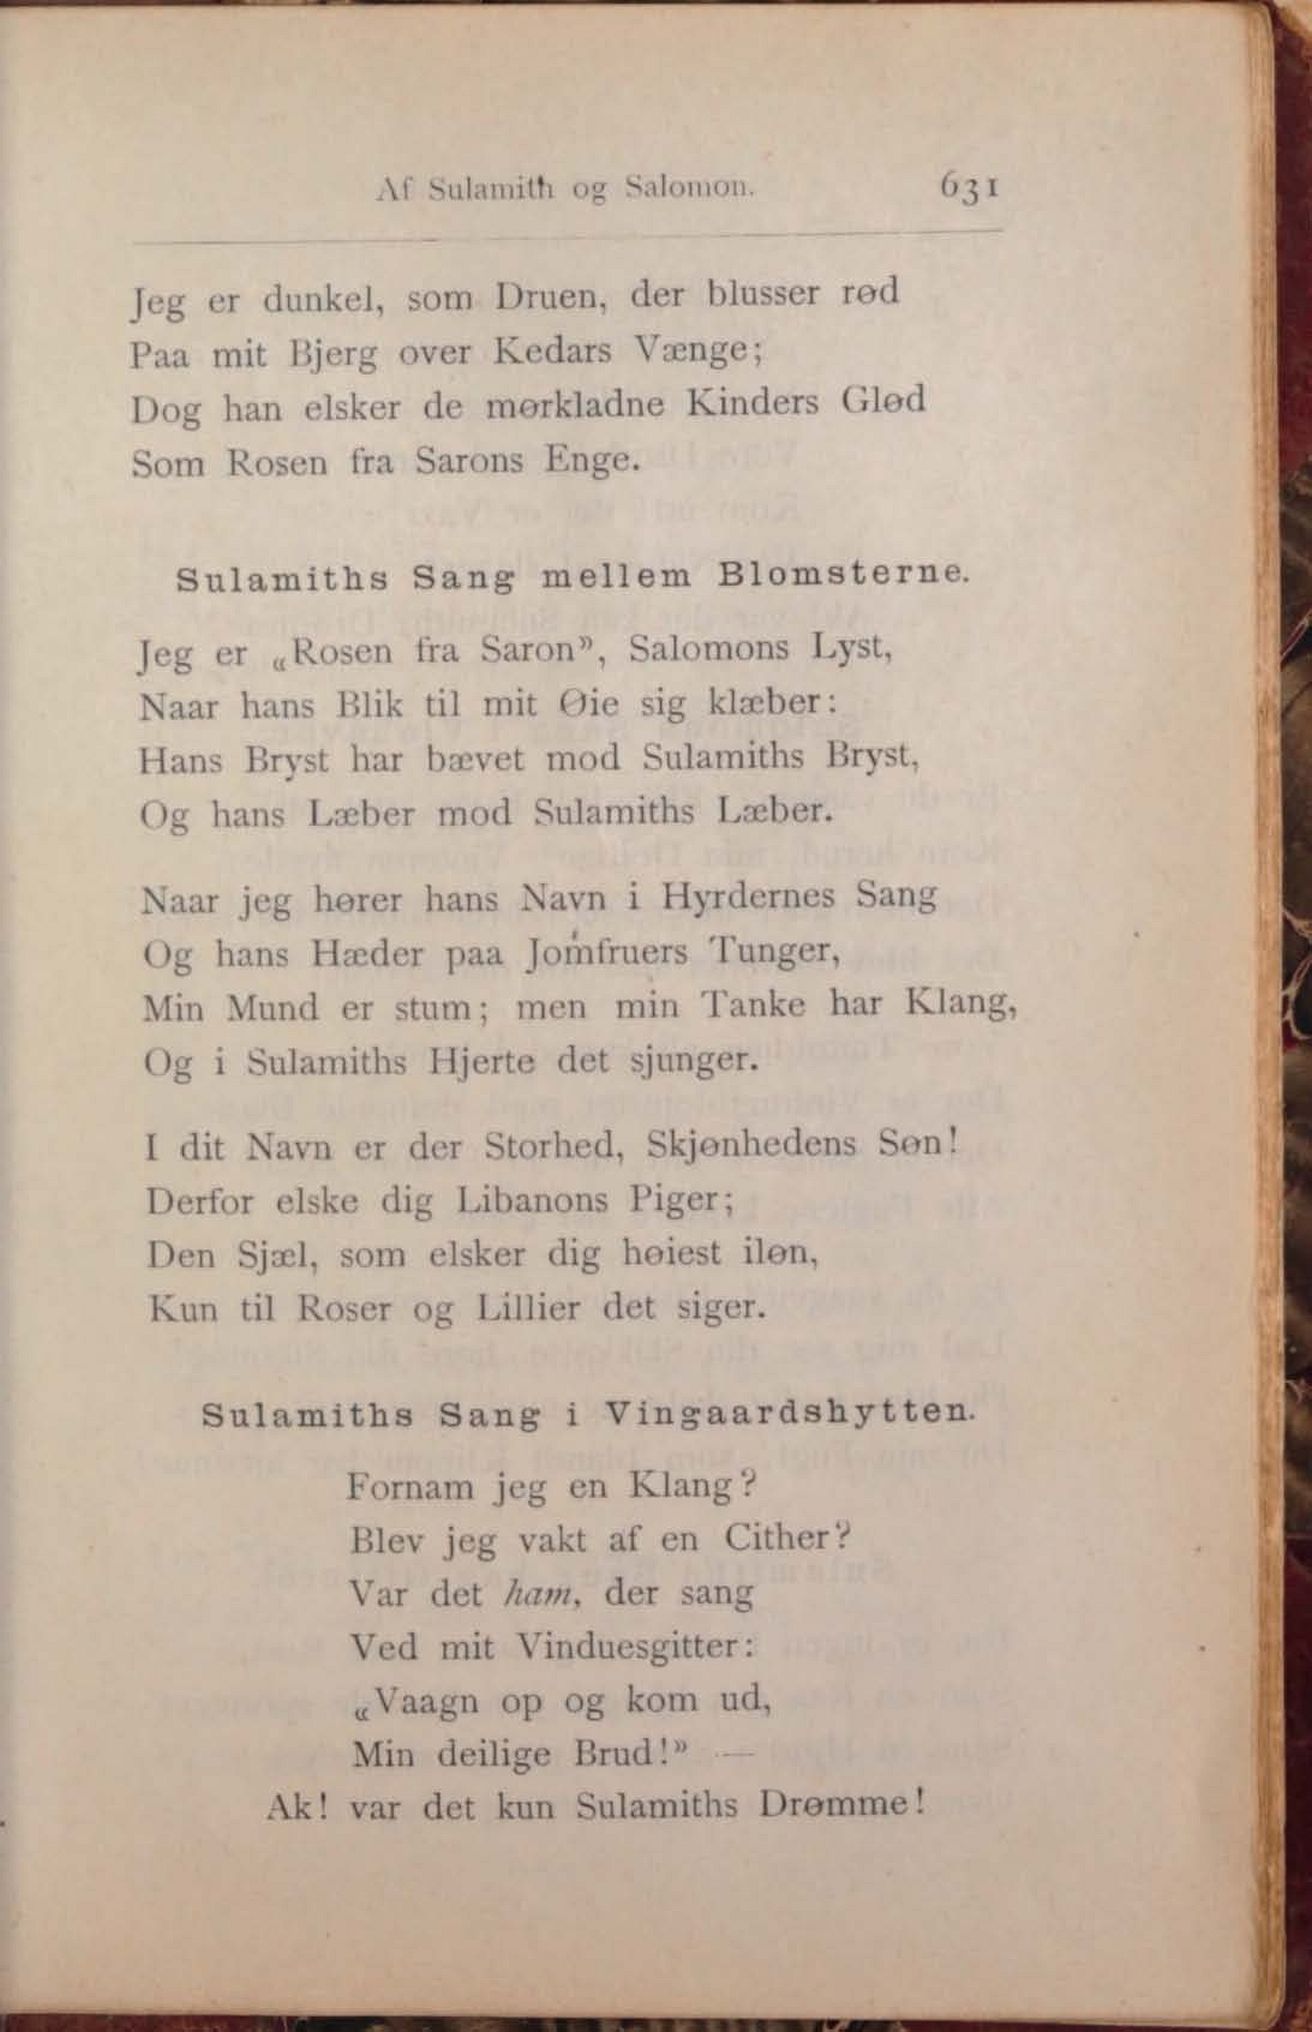 Af Sulamith og Salomon. 631
Jeg er dunkel, som Druen, der blusser rød
Paa mit Bjerg over Kedars Vænge;
Dog han elsker de mørkladne Kinders Glød
Som Rosen fra Sarons Enge.
Sulamiths Sang mellem Blomsterne.
Jeg er «Rosen fra Saron», Salomons Lyst,
Naar hans Blik til mit Øie sig klæber:
Hans Bryst har bævet mod Sulamiths Bryst,
Og hans Læber mod Sulamiths Læber.
Naar jeg hører hans Navn i Hyrdernes Sang
Og hans Hæder paa Jomfruers Tunger,
Min Mund er stum; men min Tanke har Klang,
Og i Sulamiths Hjerte det sjunger.
I dit Navn er der Storhed, Skjønhedens Søn!
Derfor elske dig Libanons Piger;
Den Sjæl, som elsker dig høiest iløn,
Kun til Roser og Lillier det siger.
Sulamiths Sang i Vingaardshytten.
Fornam jeg en Klang?
Blev jeg vakt af en Cither?
Var det ham, der sang
Ved mit Vinduesgitter:
«Vaagn op og kom ud,
Min deilige Brud!» —
Ak! var det kun Sulamiths Drømme!